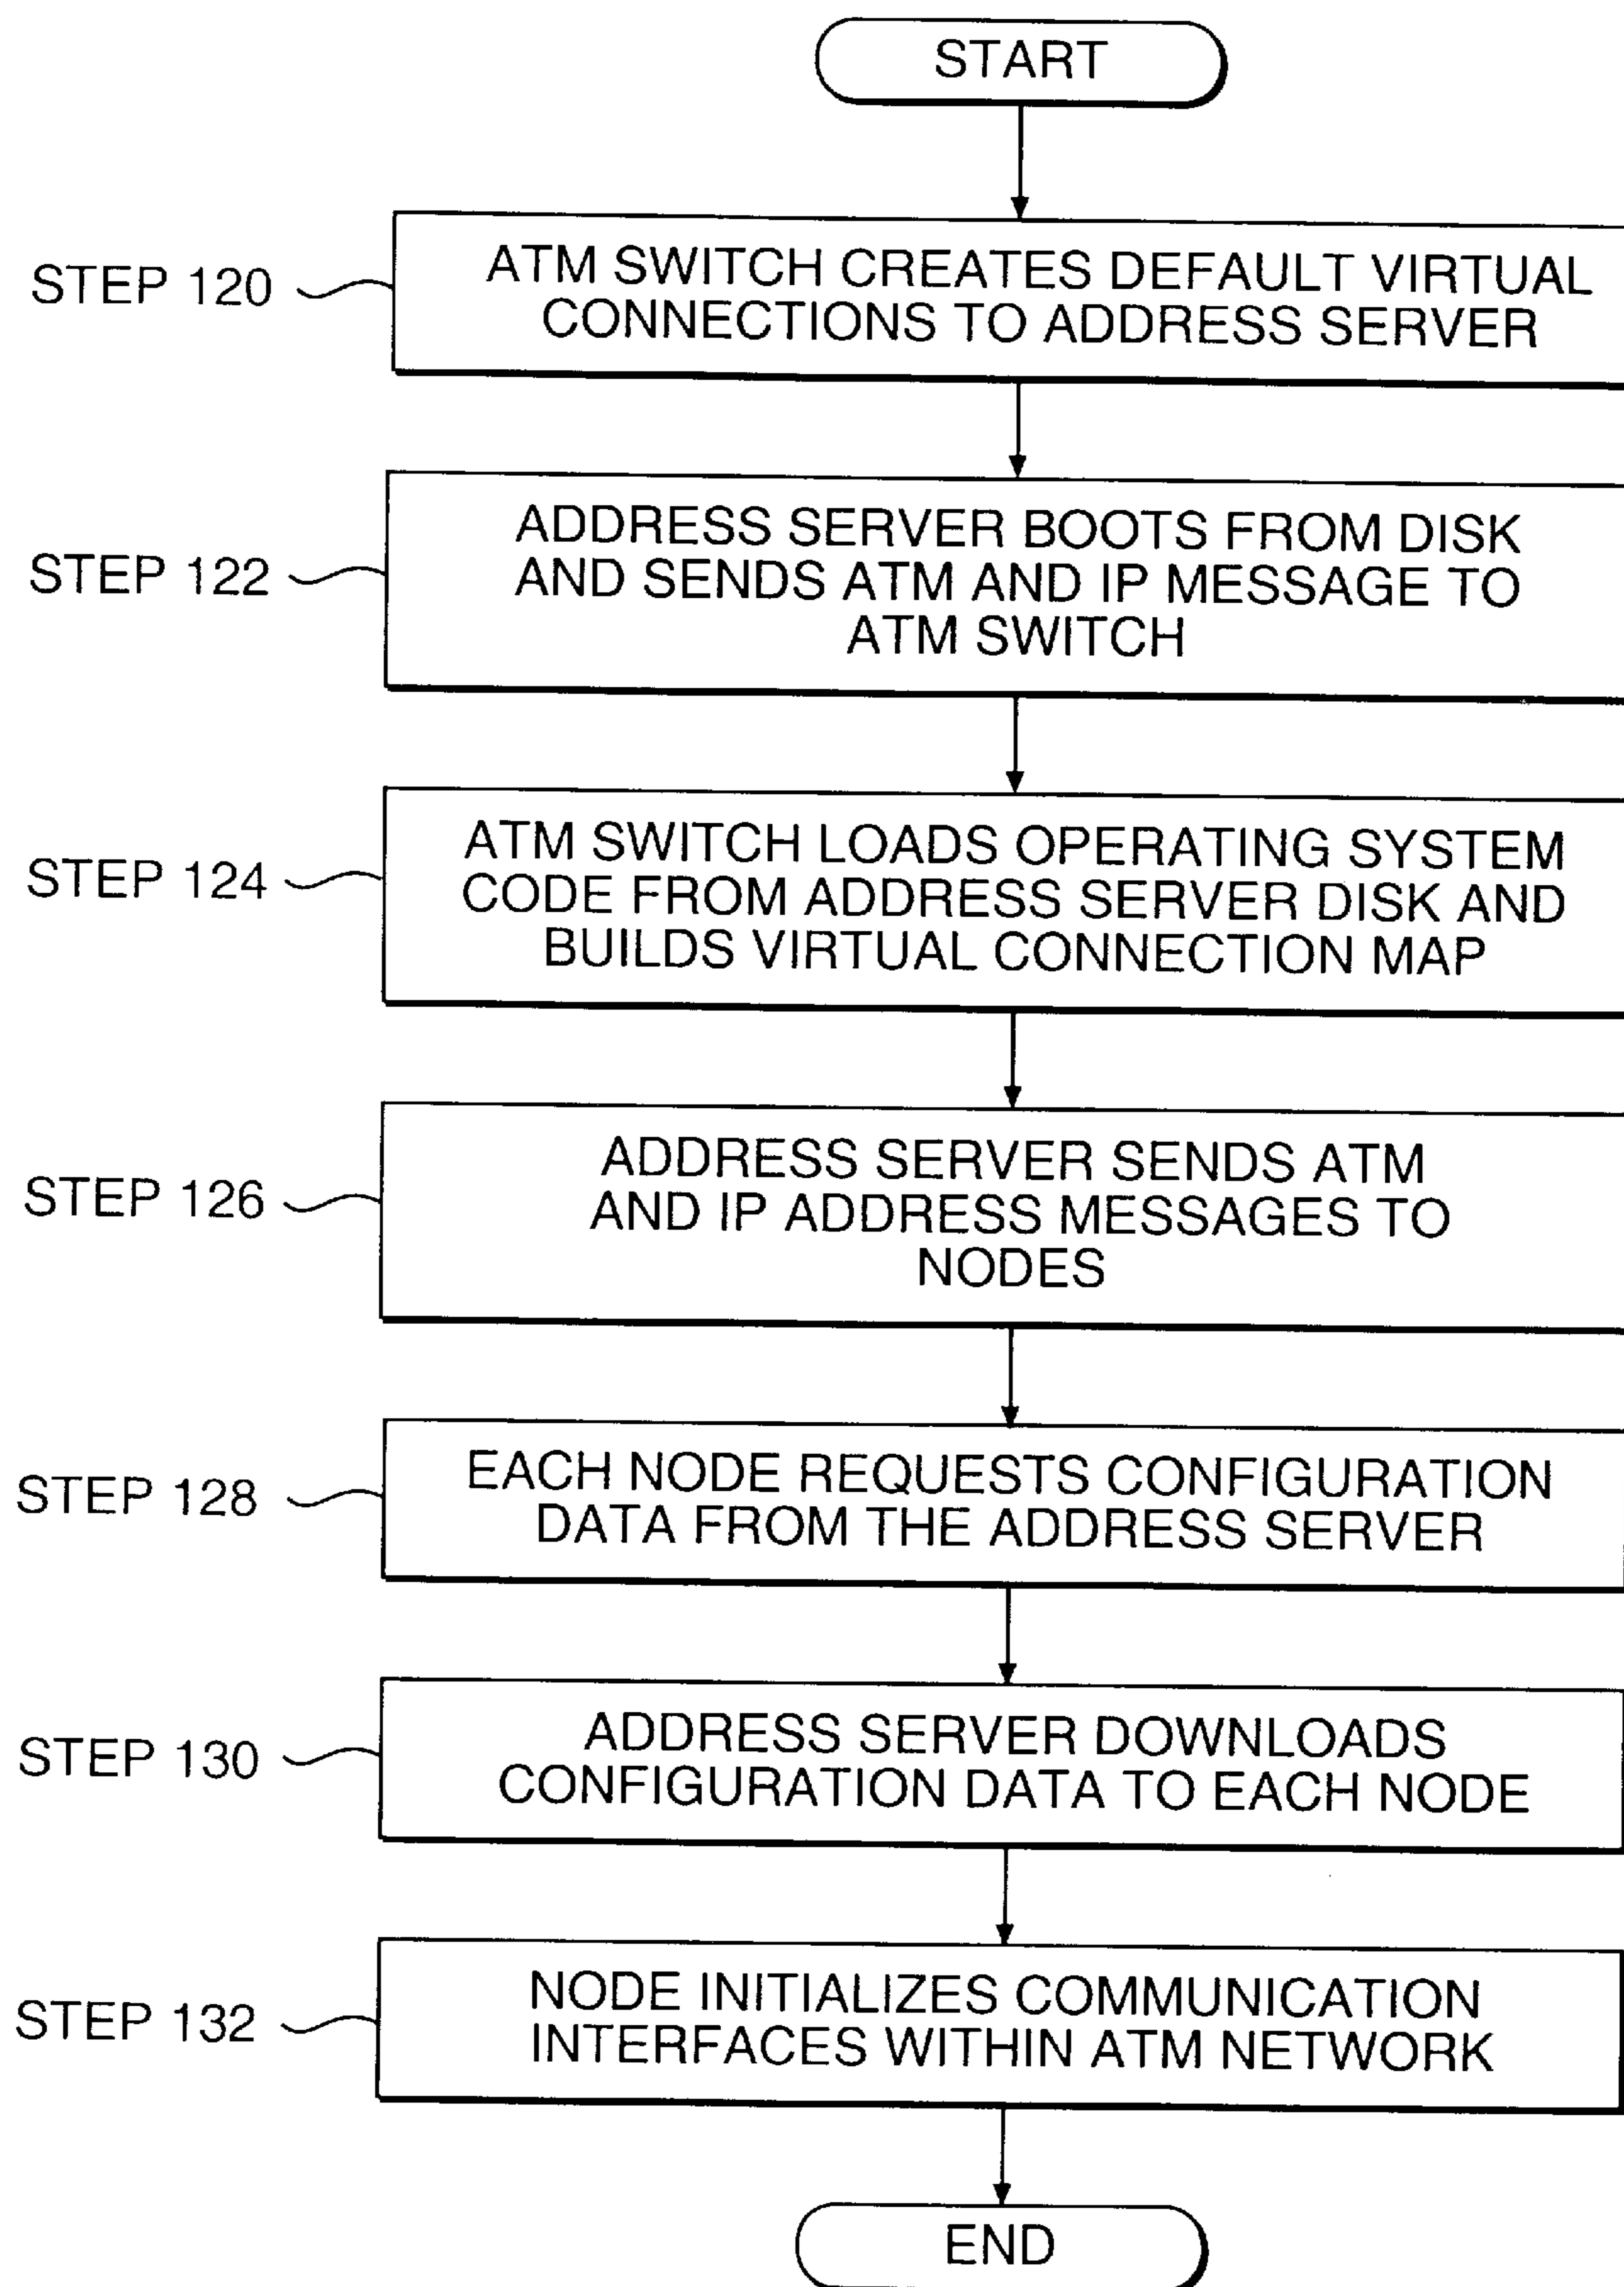 START
STEP 120
ATM SWITCH CREATES DEFAULT VIRTUAL
CONNECTIONS TO ADDRESS SERVER
STEP 122
ADDRESS SERVER BOOTS FROM DISK
AND SENDS ATM AND IP MESSAGE TO
ATM SWITCH
STEP 124
ATM SWITCH LOADS OPERATING SYSTEM
CODE FROM ADDRESS SERVER DISK AND
BUILDS VIRTUAL CONNECTION MAP
STEP 126
ADDRESS SERVER SENDS ATM
AND IP ADDRESS MESSAGES TO
NODES
STEP 128
EACH NODE REQUESTS CONFIGURATION
DATA FROM THE ADDRESS SERVER
STEP 130
ADDRESS SERVER DOWNLOADS
CONFIGURATION DATA TO EACH NODE
STEP 132
NODE INITIALIZES COMMUNICATION
INTERFACES WITHIN ATM NETWORK
END